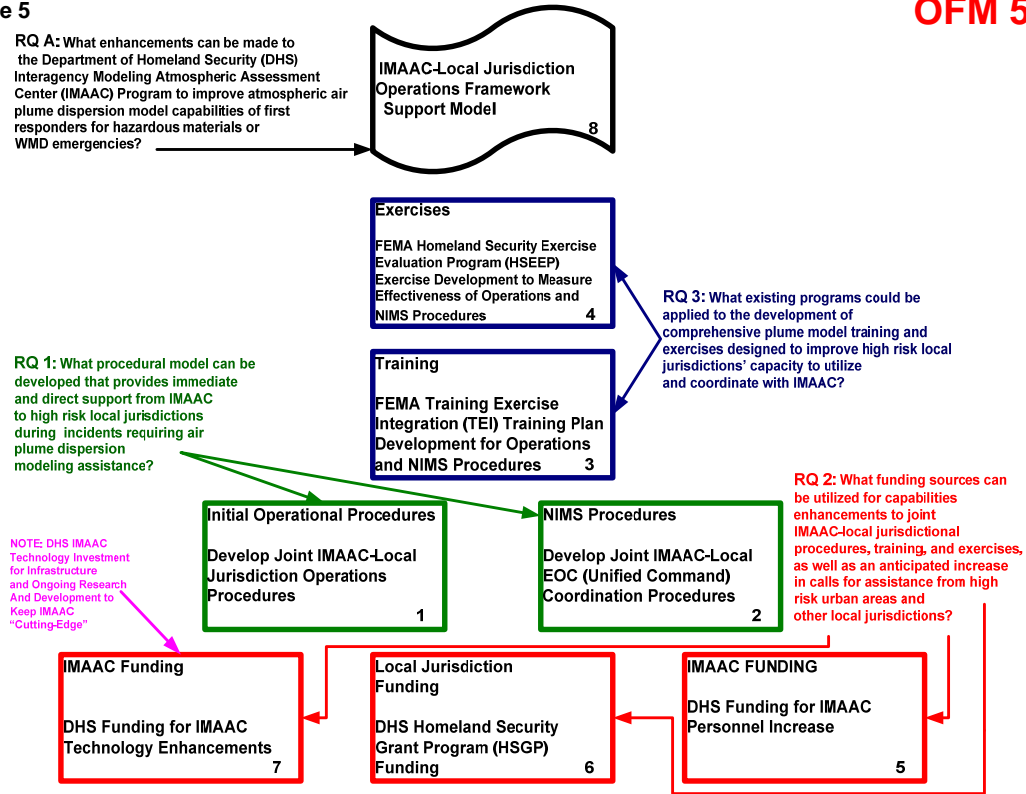 e 5
OFM 5
RQ A: What enhancements can be made to
the Department of Homeland Security (DHS)
Interagency Modeling Atmospheric Assessment
Center (IMAAC) Program to improve atmospheric air
plume dispersion model capabilities of first
responders for hazardous materials or
WMD emergencies?
IMAAC-Local Jurisdiction
Operations Framework
Support Model
8
Exercises
FEMA Homeland Security Exercise
Evaluation Program (HSEEP)
Exercise Development to Measure
Effectiveness of Operations and
NIMS Procedures 4
RQ 3: What existing programs could be
applied to the development of
comprehensive plume model training and
exercises designed to improve high risk local
jurisdictions' capacity to utilize
and coordinate with IMAAC?
Training
FEMA Training Exercise
Integration (TEI) Training Plan
Development for Operations
and NIMS Procedures 3
RQ 1: What procedural model can be
developed that provides immediate
and direct support from IMAAC
to high risk local jurisdictions
during incidents requiring air
plume dispersion
modeling assistance?
RQ 2: What funding sources can
be utilized for capabilities
enhancements to joint
IMAAC-local jurisdictional
procedures, training, and exercises,
as well as an anticipated increase
in calls for assistance from high
risk urban areas and
other local jurisdictions?
Initial Operational Procedures
Develop Joint IMAAC-Local
Jurisdiction Operations
Procedures
1
NIMS Procedures
Develop Joint IMAAC-Local
EOC (Unified Command)
Coordination Procedures
2
NOTE: DHS IMAAC
Technology Investment
for Infrastructure
and Ongoing Research
And Development to
Keep IMAAC
"Cutting-Edge"
IMAAC Funding
DHS Funding for IMAAC
Technology Enhancements
7
Local Jurisdiction
Funding
DHS Homeland Security
Grant Program (HSGP)
Funding 6
IMAAC FUNDING
DHS Funding for IMAAC
Personnel Increase
5